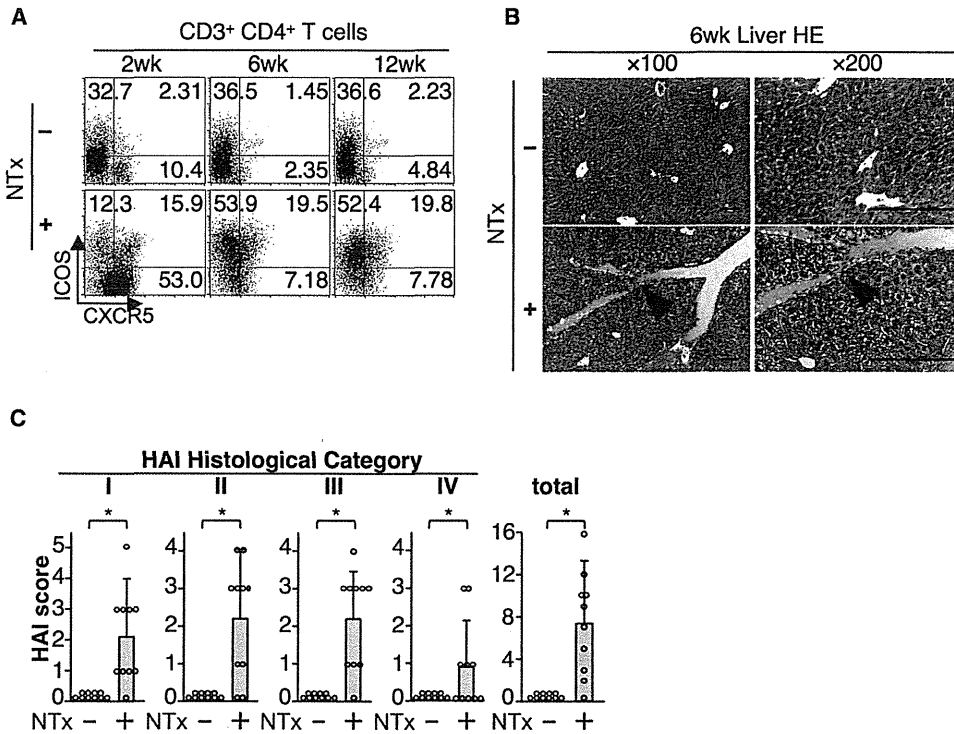 A
CD3⁺ CD4⁺ T cells
2wk 6wk 12wk
NTx
−
32.7 2.31 36.5 1.45 36.6 2.23
10.4 2.35 4.84
+
12.3 15.9 53.9 19.5 52.4 19.8
53.0 7.18 7.78
ICOS
CXCR5
B
6wk Liver HE
×100 ×200
NTx
−
+
C
HAI Histological Category
I II III IV total
* * * * *
HAI score
5 4 4 4 16
4 3 3 3 12
3 2 2 2 8
2 1 1 1 4
1 0 0 0 0
0
NTx − + NTx − + NTx − + NTx − + NTx − +